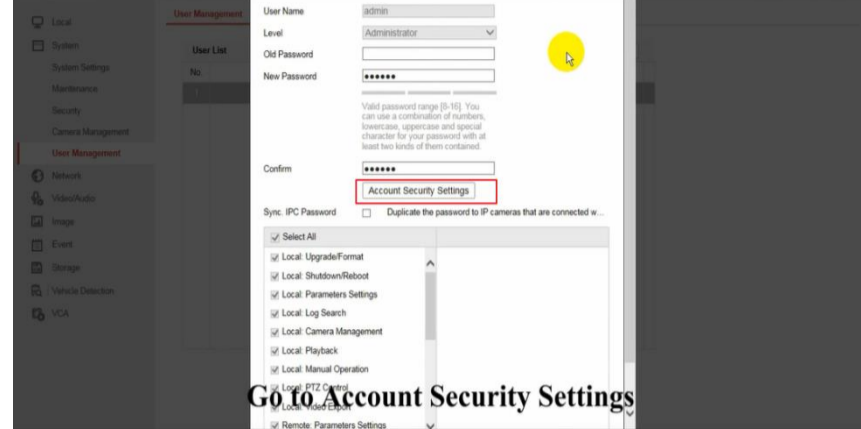 User Management
Local
System
System Settings
Maintenance
Security
Camera Management
User Management
Network
Video/Audio
Image
Event
Storage
Vehicle Detection
VCA
User List
No.
1
User Name
admin
Level
Administrator
Old Password
New Password
••••••
Valid password range [8-16]. You
can use a combination of numbers,
lowercase, uppercase and special
character for your password with at
least two kinds of them contained.
Confirm
••••••
Account Security Settings
Sync. IPC Password
Duplicate the password to IP cameras that are connected w...
Select All
Local: Upgrade/Format
Local: Shutdown/Reboot
Local: Parameters Settings
Local: Log Search
Local: Camera Management
Local: Playback
Local: Manual Operation
Local: PTZ Control
Local: Video Export
Remote: Parameters Settings
Go to Account Security Settings